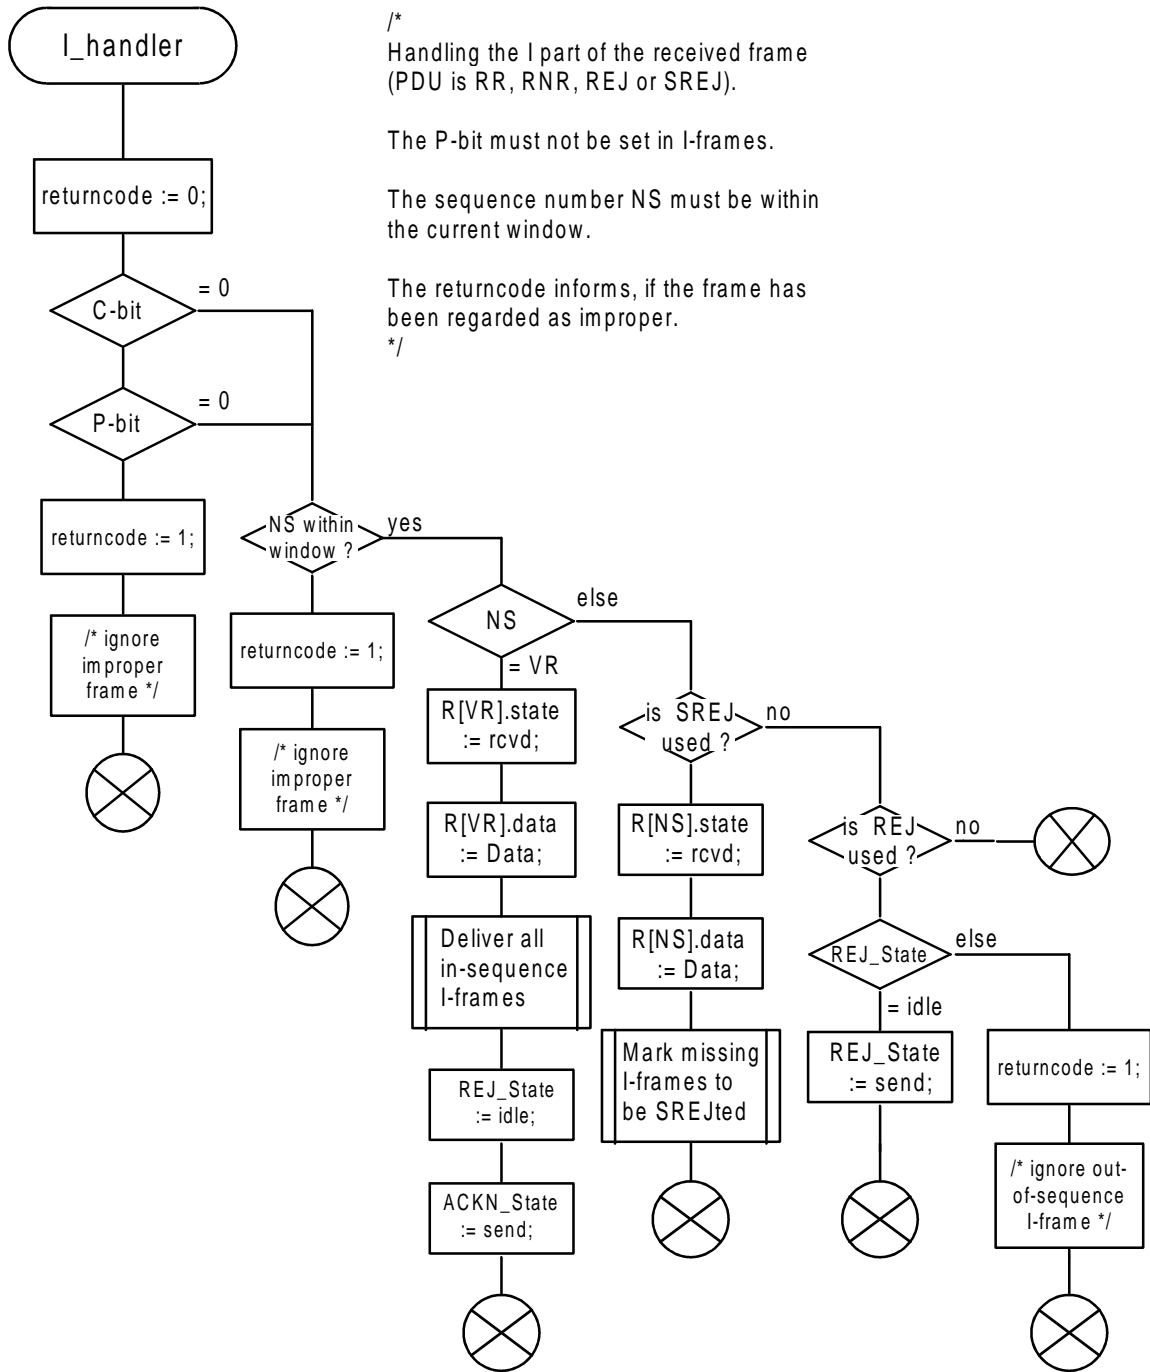 I_handler
/*
Handling the I part of the received frame
(PDU is RR, RNR, REJ or SREJ).
The P-bit must not be set in I-frames.
The sequence number NS must be within
the current window.
The returncode informs, if the frame has
been regarded as improper.
*/
returncode := 0;
C-bit
= 0
P-bit
= 0
returncode := 1;
/* ignore
improper
frame */
NS within
window ?
yes
returncode := 1;
/* ignore
improper
frame */
NS
else
= VR
R[VR].state
:= rcvd;
R[VR].data
:= Data;
Deliver all
in-sequence
I-frames
REJ_State
:= idle;
ACKN_State
:= send;
is SREJ
used ?
no
R[NS].state
:= rcvd;
R[NS].data
:= Data;
Mark missing
I-frames to
be SREJted
is REJ
used ?
no
REJ_State
else
= idle
REJ_State
:= send;
returncode := 1;
/* ignore out-
of-sequence
I-frame */